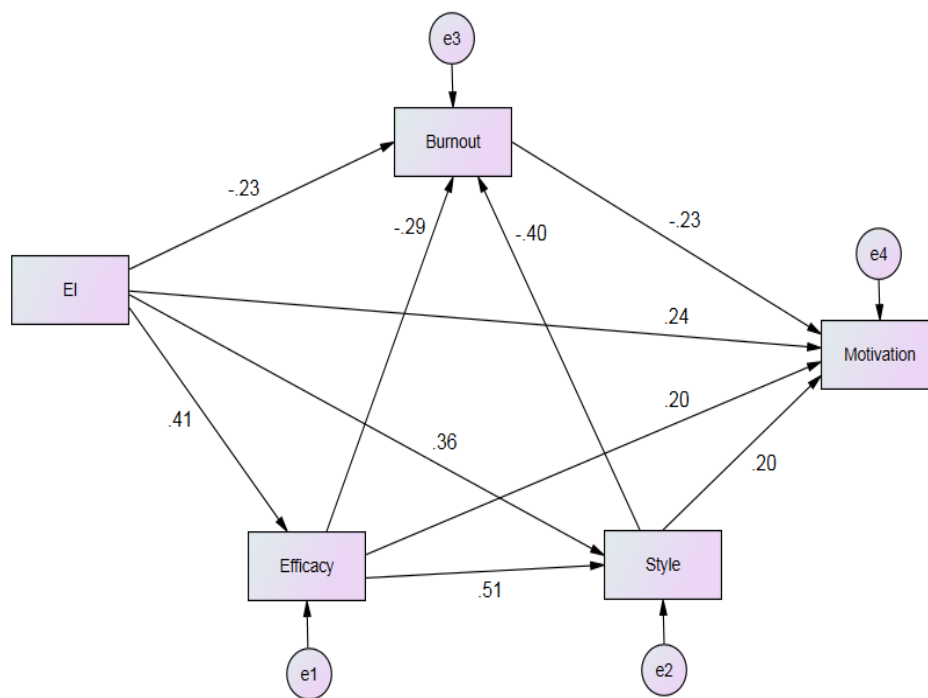 e3
Burnout
-.23
-.29
-.40
-.23
e4
EI
.24
Motivation
.41
.36
.20
.20
Efficacy
.51
Style
e1
e2